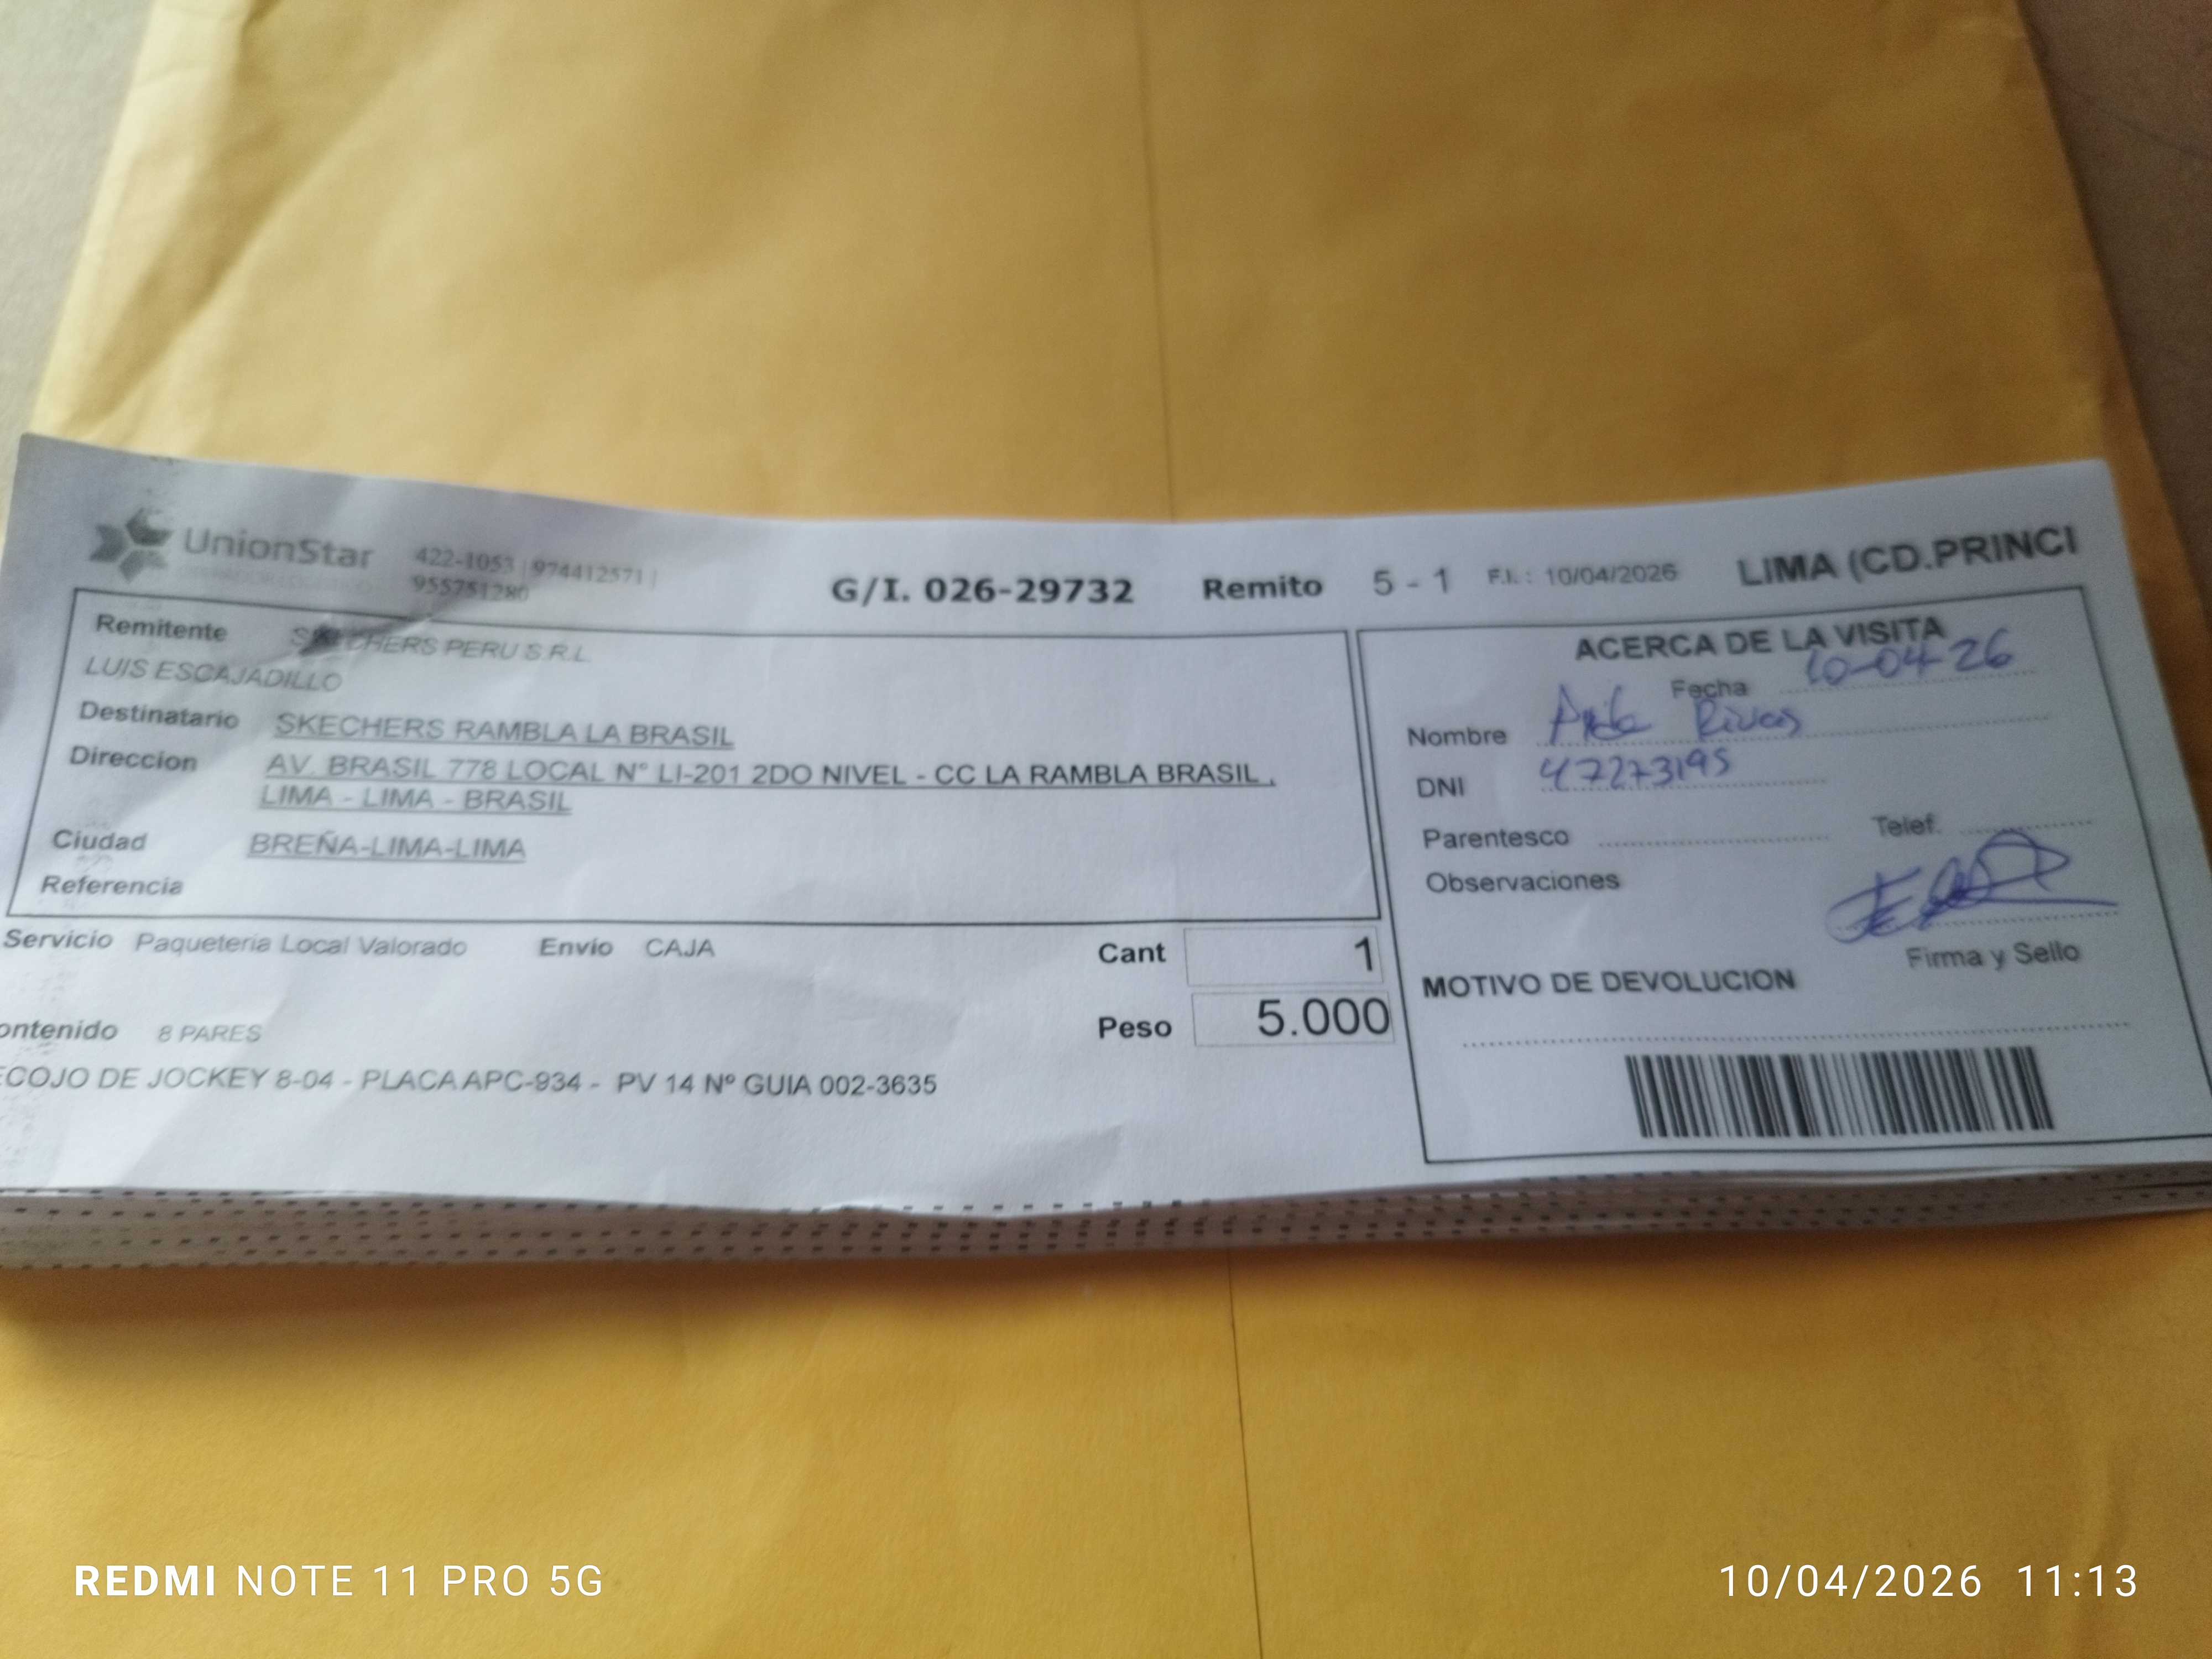 UnionStar 422-1053 | 974412571 |
955751280
G/I. 026-29732 Remito 5 - 1 F.I. : 10/04/2026 LIMA (CD.PRINCI
Remitente SKECHERS PERU S.R.L.
LUIS ESCAJADILLO
Destinatario SKECHERS RAMBLA LA BRASIL
Direccion AV. BRASIL 778 LOCAL N° LI-201 2DO NIVEL - CC LA RAMBLA BRASIL ,
LIMA - LIMA - BRASIL
Ciudad BREÑA-LIMA-LIMA
Referencia
Servicio Paqueteria Local Valorado Envio CAJA
Cant 1
Peso 5.000
ontenido 8 PARES
ECOJO DE JOCKEY 8-04 - PLACA APC-934 - PV 14 Nº GUIA 002-3635
ACERCA DE LA VISITA
Fecha 10-04-26
Nombre Rivas
DNI 47273195
Parentesco Telef.
Observaciones
Firma y Sello
MOTIVO DE DEVOLUCION
REDMI NOTE 11 PRO 5G
10/04/2026 11:13